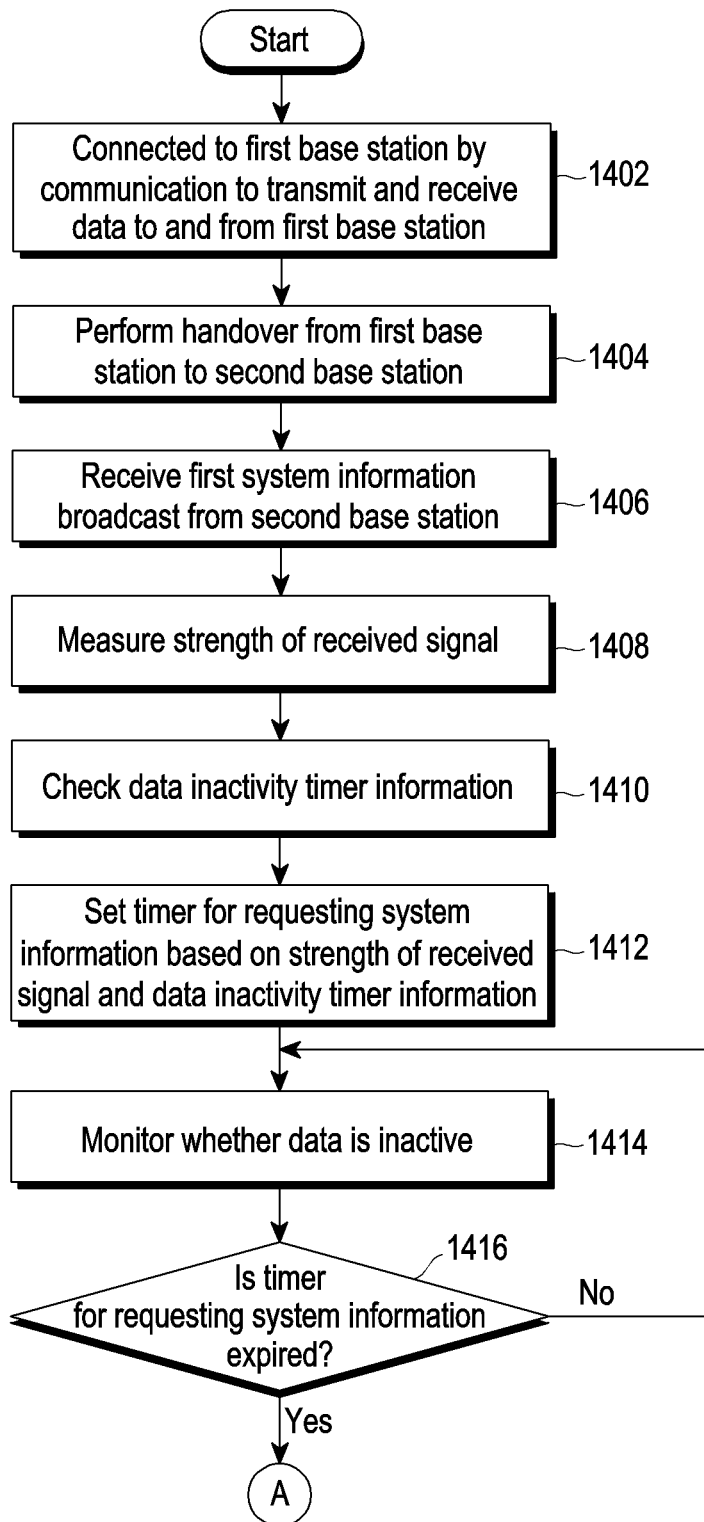 Start
Connected to first base station by
communication to transmit and receive
data to and from first base station
1402
Perform handover from first base
station to second base station
1404
Receive first system information
broadcast from second base station
1406
Measure strength of received signal
1408
Check data inactivity timer information
1410
Set timer for requesting system
information based on strength of received
signal and data inactivity timer information
1412
Monitor whether data is inactive
1414
1416
Is timer
for requesting system information
expired?
No
Yes
A